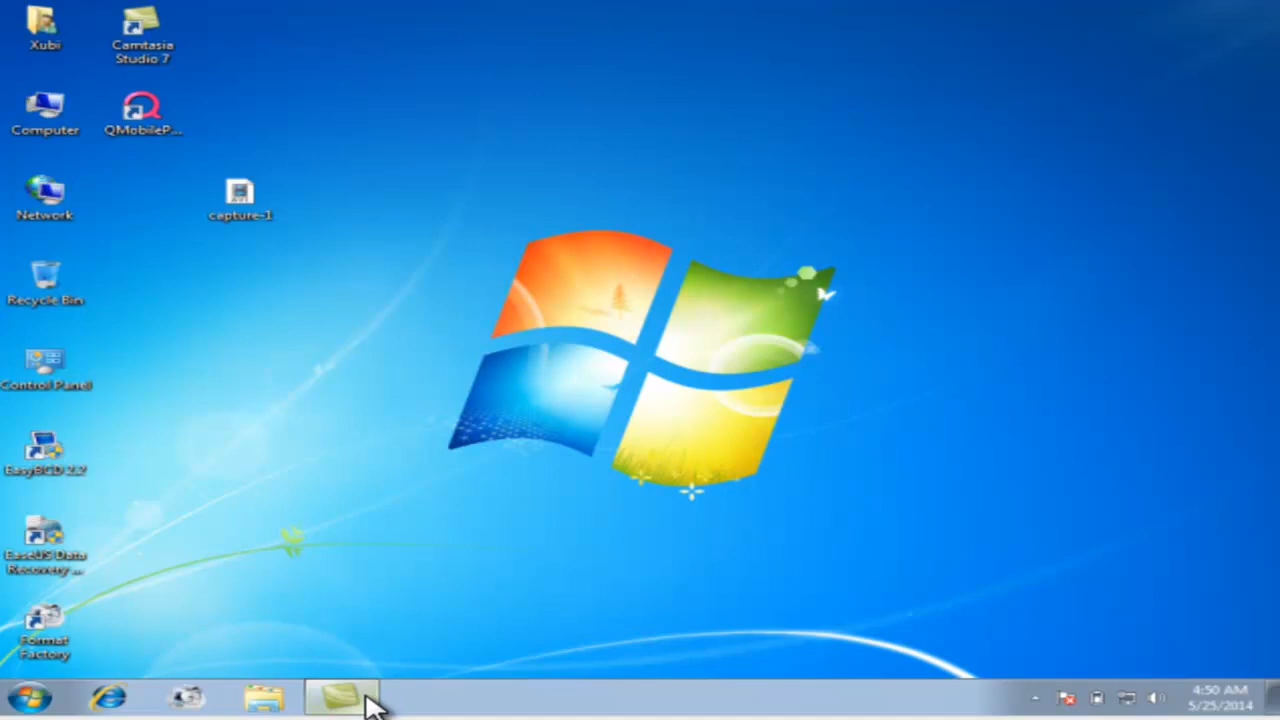 Xubi
Camtasia
Studio 7
Computer
QMobileP...
Network
capture-1
Recycle Bin
Control Panel
EasyBCD 2.2
EaseUS Data
Recovery ...
Format
Factory
4:50 AM
5/25/2014